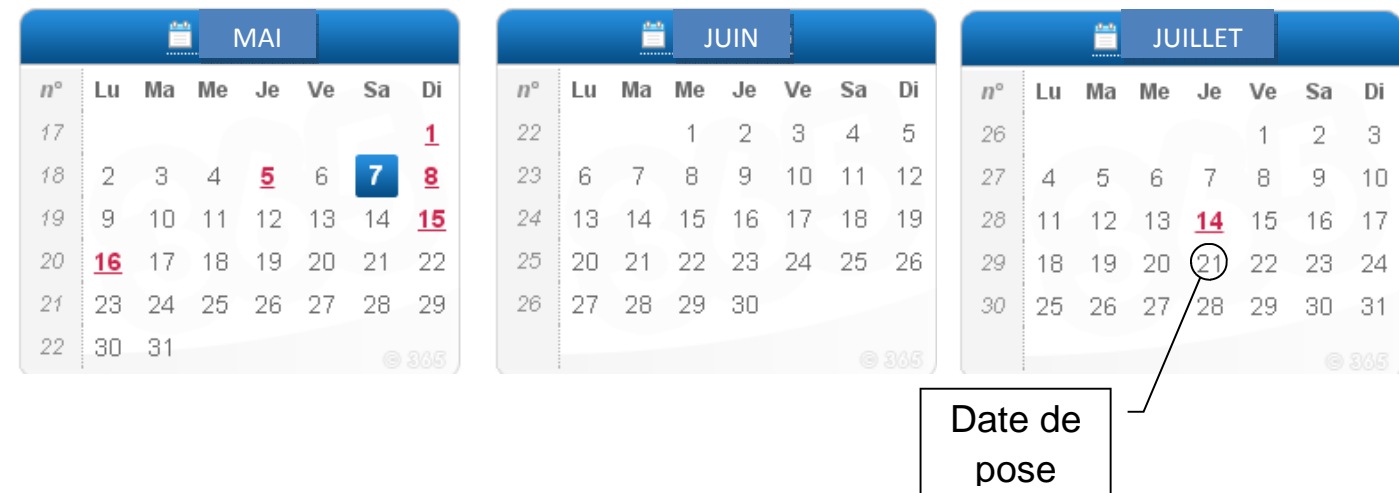 MAI
n° Lu Ma Me Je Ve Sa Di
17 1
18 2 3 4 5 6 7 8
19 9 10 11 12 13 14 15
20 16 17 18 19 20 21 22
21 23 24 25 26 27 28 29
22 30 31
© 365
JUIN
n° Lu Ma Me Je Ve Sa Di
22 1 2 3 4 5
23 6 7 8 9 10 11 12
24 13 14 15 16 17 18 19
25 20 21 22 23 24 25 26
26 27 28 29 30
© 365
JUILLET
n° Lu Ma Me Je Ve Sa Di
26 1 2 3
27 4 5 6 7 8 9 10
28 11 12 13 14 15 16 17
29 18 19 20 21 22 23 24
30 25 26 27 28 29 30 31
© 365
Date de
pose